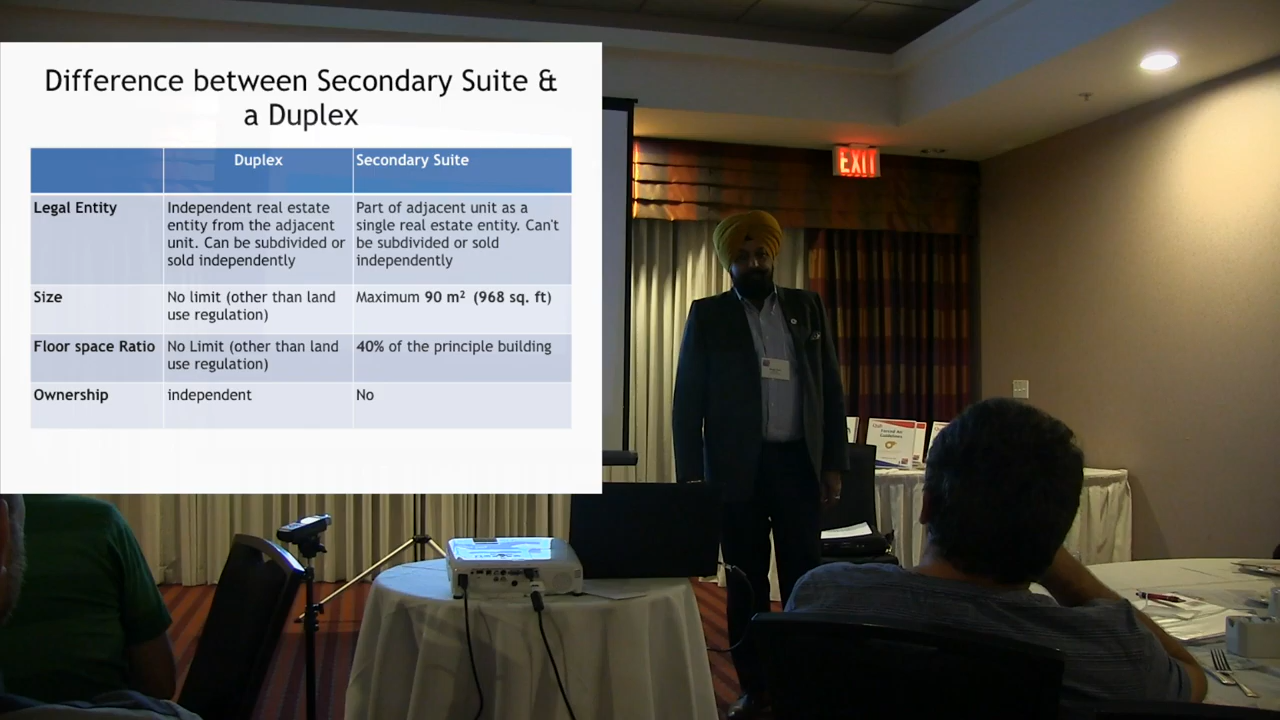 Difference between Secondary Suite &
a Duplex
Duplex
Secondary Suite
Legal Entity
Independent real estate
entity from the adjacent
unit. Can be subdivided or
sold independently
Part of adjacent unit as a
single real estate entity. Can't
be subdivided or sold
independently
Size
No limit (other than land
use regulation)
Maximum 90 m² (968 sq. ft)
Floor space Ratio
No Limit (other than land
use regulation)
40% of the principle building
Ownership
independent
No
EXIT
Forced Air
Guidelines